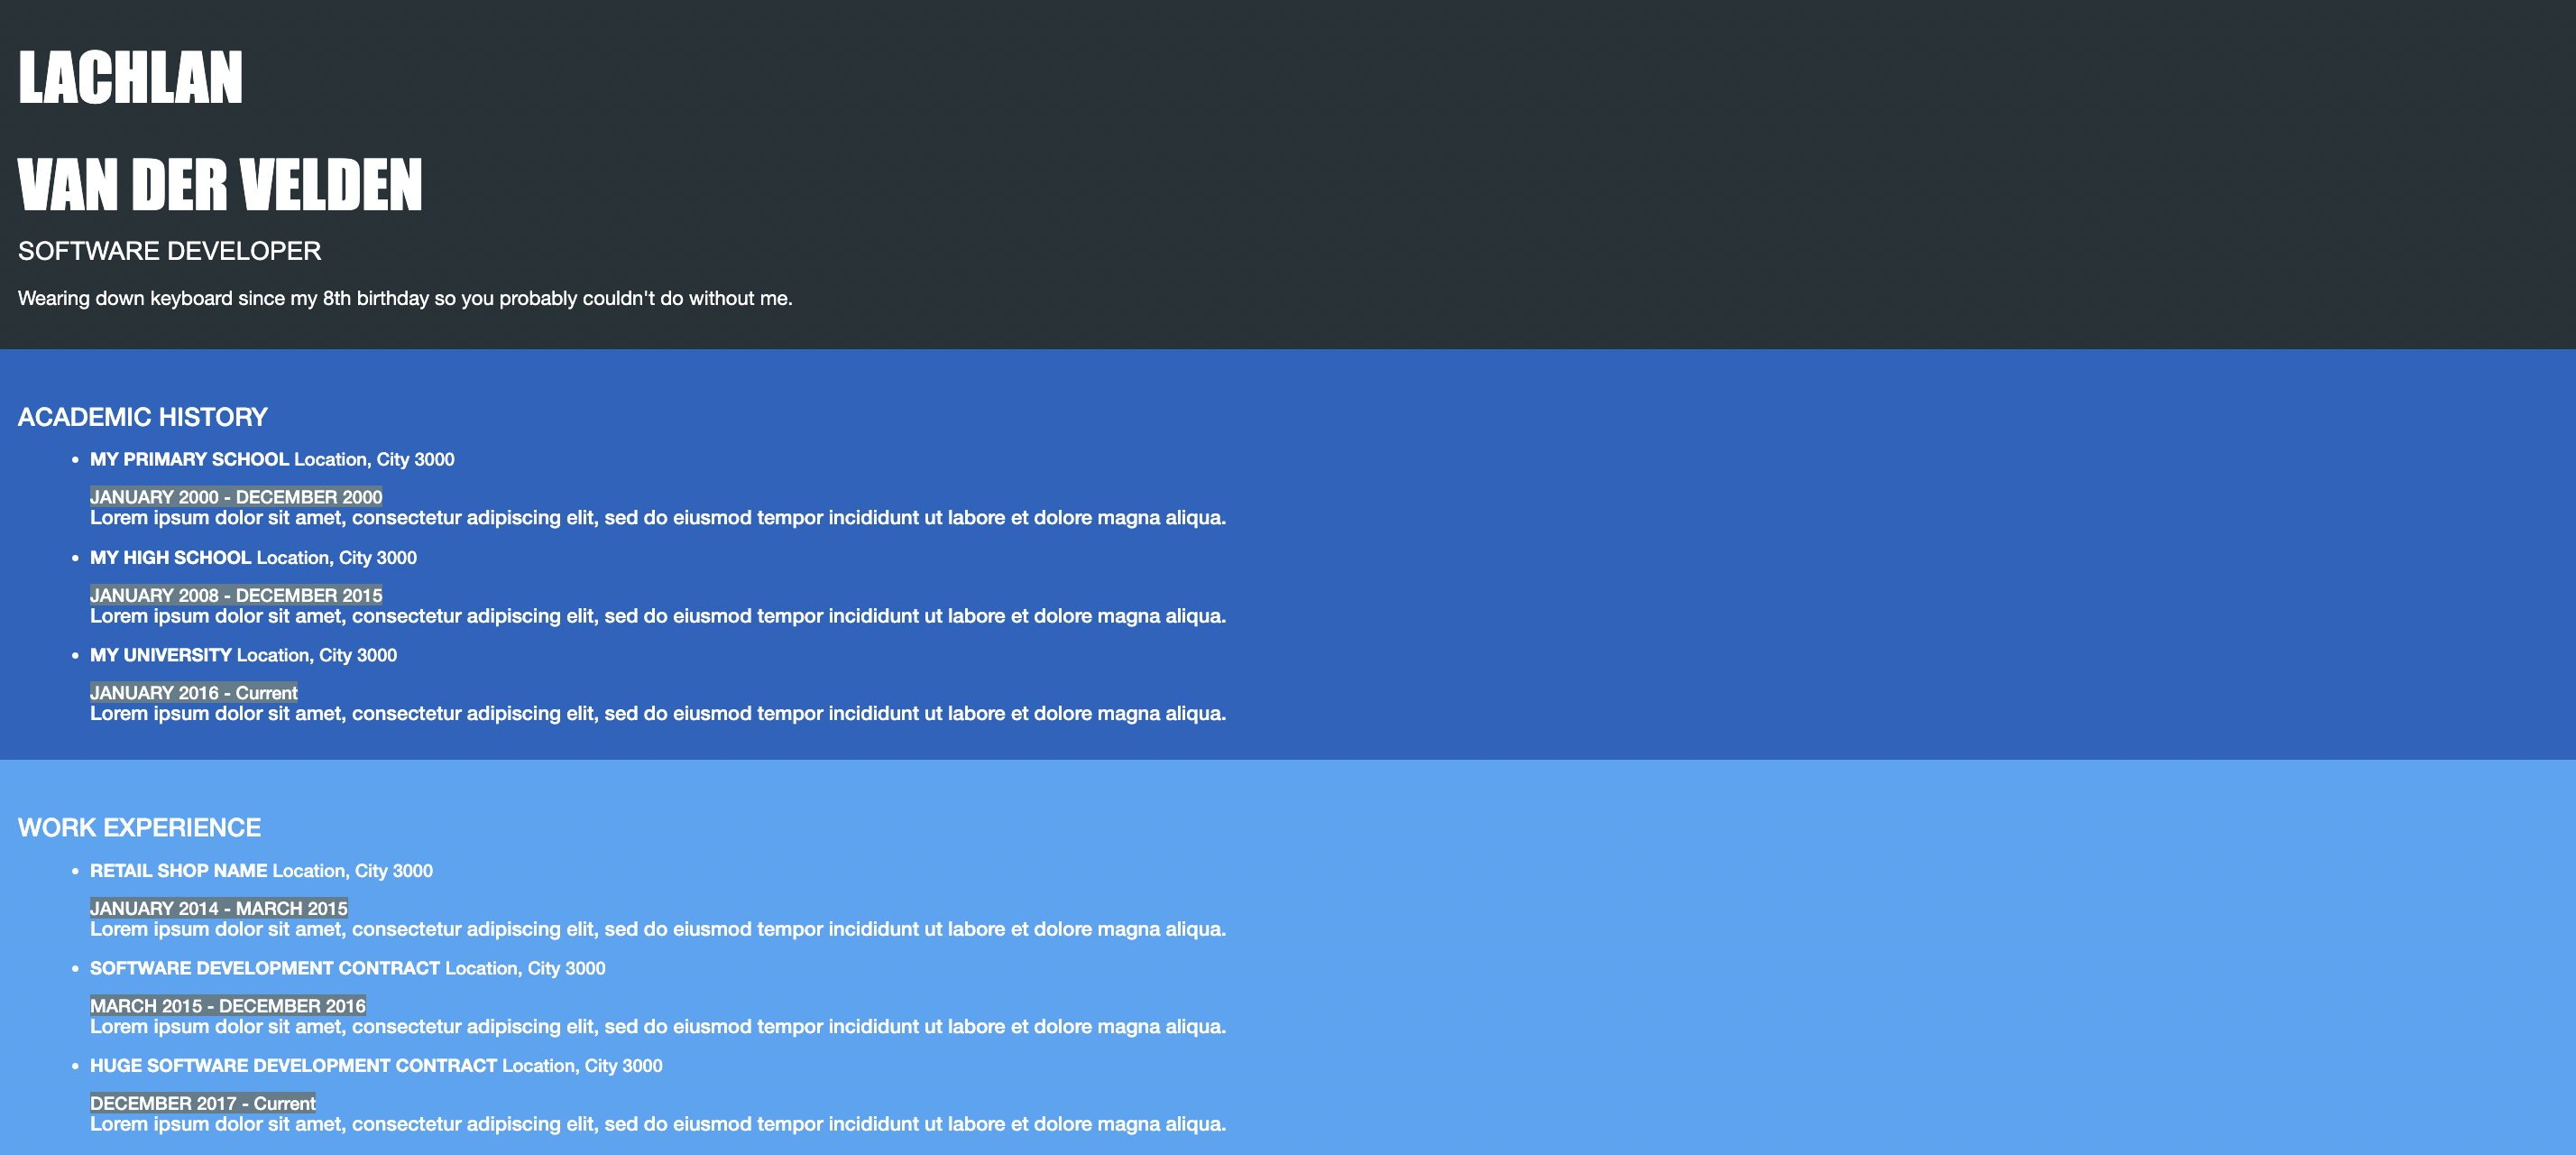 LACHLAN
VAN DER VELDEN
SOFTWARE DEVELOPER
Wearing down keyboard since my 8th birthday so you probably couldn't do without me.
ACADEMIC HISTORY
• MY PRIMARY SCHOOL Location, City 3000
JANUARY 2000 - DECEMBER 2000
Lorem ipsum dolor sit amet, consectetur adipiscing elit, sed do eiusmod tempor incididunt ut labore et dolore magna aliqua.
• MY HIGH SCHOOL Location, City 3000
JANUARY 2008 - DECEMBER 2015
Lorem ipsum dolor sit amet, consectetur adipiscing elit, sed do eiusmod tempor incididunt ut labore et dolore magna aliqua.
• MY UNIVERSITY Location, City 3000
JANUARY 2016 - Current
Lorem ipsum dolor sit amet, consectetur adipiscing elit, sed do eiusmod tempor incididunt ut labore et dolore magna aliqua.
WORK EXPERIENCE
• RETAIL SHOP NAME Location, City 3000
JANUARY 2014 - MARCH 2015
Lorem ipsum dolor sit amet, consectetur adipiscing elit, sed do eiusmod tempor incididunt ut labore et dolore magna aliqua.
• SOFTWARE DEVELOPMENT CONTRACT Location, City 3000
MARCH 2015 - DECEMBER 2016
Lorem ipsum dolor sit amet, consectetur adipiscing elit, sed do eiusmod tempor incididunt ut labore et dolore magna aliqua.
• HUGE SOFTWARE DEVELOPMENT CONTRACT Location, City 3000
DECEMBER 2017 - Current
Lorem ipsum dolor sit amet, consectetur adipiscing elit, sed do eiusmod tempor incididunt ut labore et dolore magna aliqua.